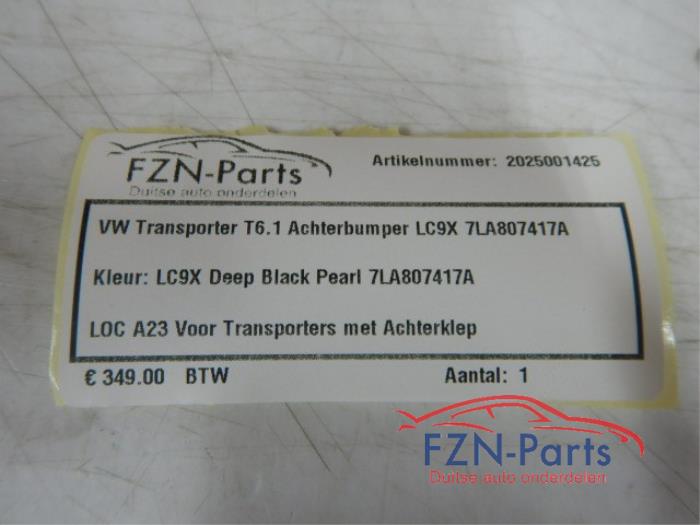 FZN-Parts
Duitse auto onderdelen
Artikelnummer: 2025001425
VW Transporter T6.1 Achterbumper LC9X 7LA807417A
Kleur: LC9X Deep Black Pearl 7LA807417A
LOC A23 Voor Transporters met Achterklep
€ 349.00 BTW
Aantal: 1
FZN-Parts
Duitse auto onderdelen